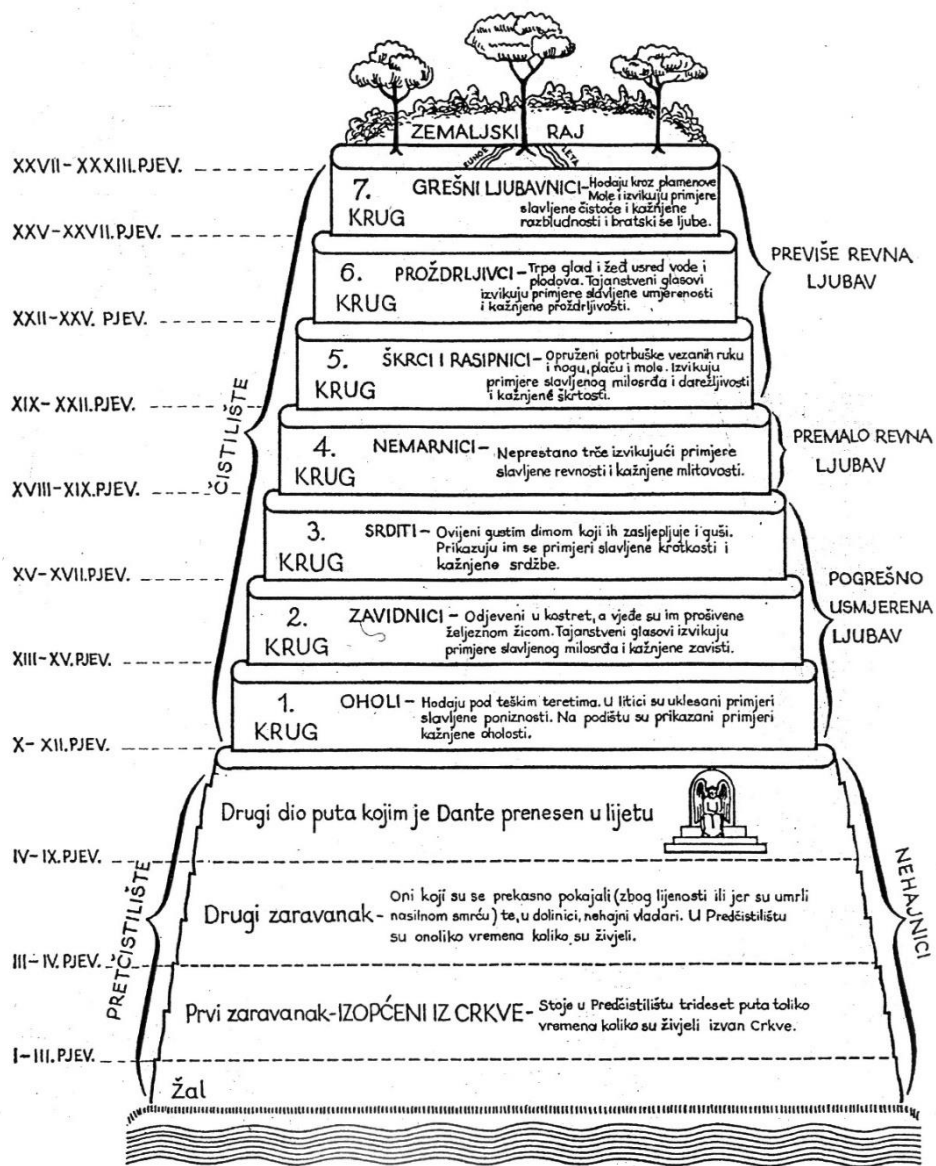 ZEMALJSKI RAJ
EUNOE LETA
XXVII-XXXIII.PJEV.
7. KRUG
GREŠNI LJUBAVNICI-Hodaju kroz plamenove
Mole i izvikuju primjere
slavljene čistoće i kažnjene
razbludnosti i bratski se ljube.
XXV-XXVII.PJEV.
6. KRUG
PROŽDRLJIVCI- Trpe glad i žeđ usred vode i
plodova. Tajanstveni glasovi
izvikuju primjere slavljene umjerenosti
i kažnjene proždrljivosti.
PREVIŠE REVNA
LJUBAV
XXII-XXV. PJEV.
5. KRUG
ŠKRCI I RASIPNICI- Opruženi potrbuške vezanih ruku
i nogu, plaču i mole. Izvikuju
primjere slavljenog milosrđa i darežljivosti
i kažnjene škrtosti.
XIX-XXII.PJEV.
4. KRUG
NEMARNICI- Neprestano trče izvikujući primjere
slavljene revnosti i kažnjene mlitavosti.
PREMALO REVNA
LJUBAV
ČISTILIŠTE
XVIII-XIX.PJEV.
3. KRUG
SRDITI- Ovijeni gustim dimom koji ih zasljepljuje i guši.
Prikazuju im se primjeri slavljene krotkosti i
kažnjene srdžbe.
XV-XVII.PJEV.
2. KRUG
ZAVIDNICI - Odjeveni u kostret, a vjeđe su im prošivene
željeznom žicom. Tajanstveni glasovi izvikuju
primjere slavljenog milosrđa i kažnjene zavisti.
POGREŠNO
USMJERENA
LJUBAV
XIII-XV.PJEV.
1. KRUG
OHOLI- Hodaju pod teškim teretima. U litici su uklesani primjeri
slavljene poniznosti. Na podištu su prikazani primjeri
kažnjene oholosti.
X-XII.PJEV.
Drugi dio puta kojim je Dante prenesen u lijetu
IV-IX.PJEV.
PRETČISTILIŠTE
NEHAJNICI
Drugi zaravanak- Oni koji su se prekasno pokajali (zbog lijenosti ili jer su umrli
nasilnom smrću) te, u dolinici, nehajni vladari. U Predčistilištu
su onoliko vremena koliko su živjeli.
III-IV.PJEV.
Prvi zaravanak-IZOPĆENI IZ CRKVE- Stoje u Predčistilištu trideset puta toliko
vremena koliko su živjeli izvan Crkve.
I-III.PJEV.
Žal